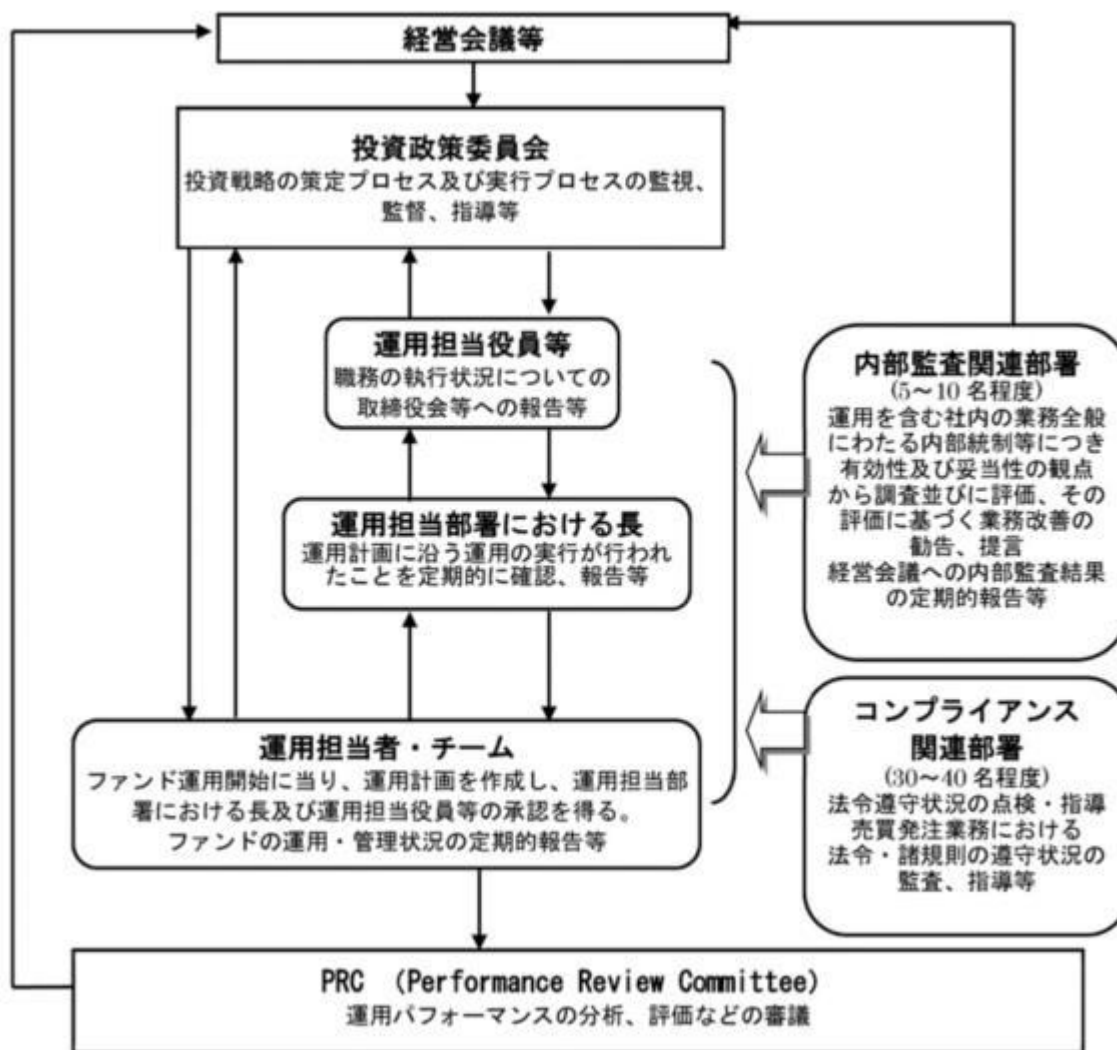 経営会議等
投資政策委員会
投資戦略の策定プロセス及び実行プロセスの監視、
監督、指導等
運用担当役員等
職務の執行状況についての
取締役会等への報告等
運用担当部署における長
運用計画に沿う運用の実行が行われ
たことを定期的に確認、報告等
運用担当者・チーム
ファンド運用開始に当り、運用計画を作成し、運用担当部
署における長及び運用担当役員等の承認を得る。
ファンドの運用・管理状況の定期的報告等
内部監査関連部署
(5～10 名程度)
運用を含む社内の業務全般
にわたる内部統制等につき
有効性及び妥当性の観点
から調査並びに評価、その
評価に基づく業務改善の
勧告、提言
経営会議への内部監査結果
の定期的報告等
コンプライアンス
関連部署
(30～40 名程度)
法令遵守状況の点検・指導
売買発注業務における
法令・諸規則の遵守状況の
監査、指導等
PRC （Performance Review Committee）
運用パフォーマンスの分析、評価などの審議